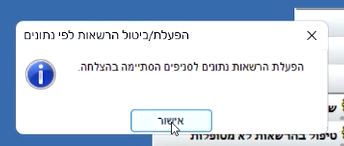 הפעלת/ביטול הרשאות לפי נתונים
הפעלת הרשאות נתונים לסניפים הסתיימה בהצלחה.
אישור
טיפול בהרשאות לא מטופלות